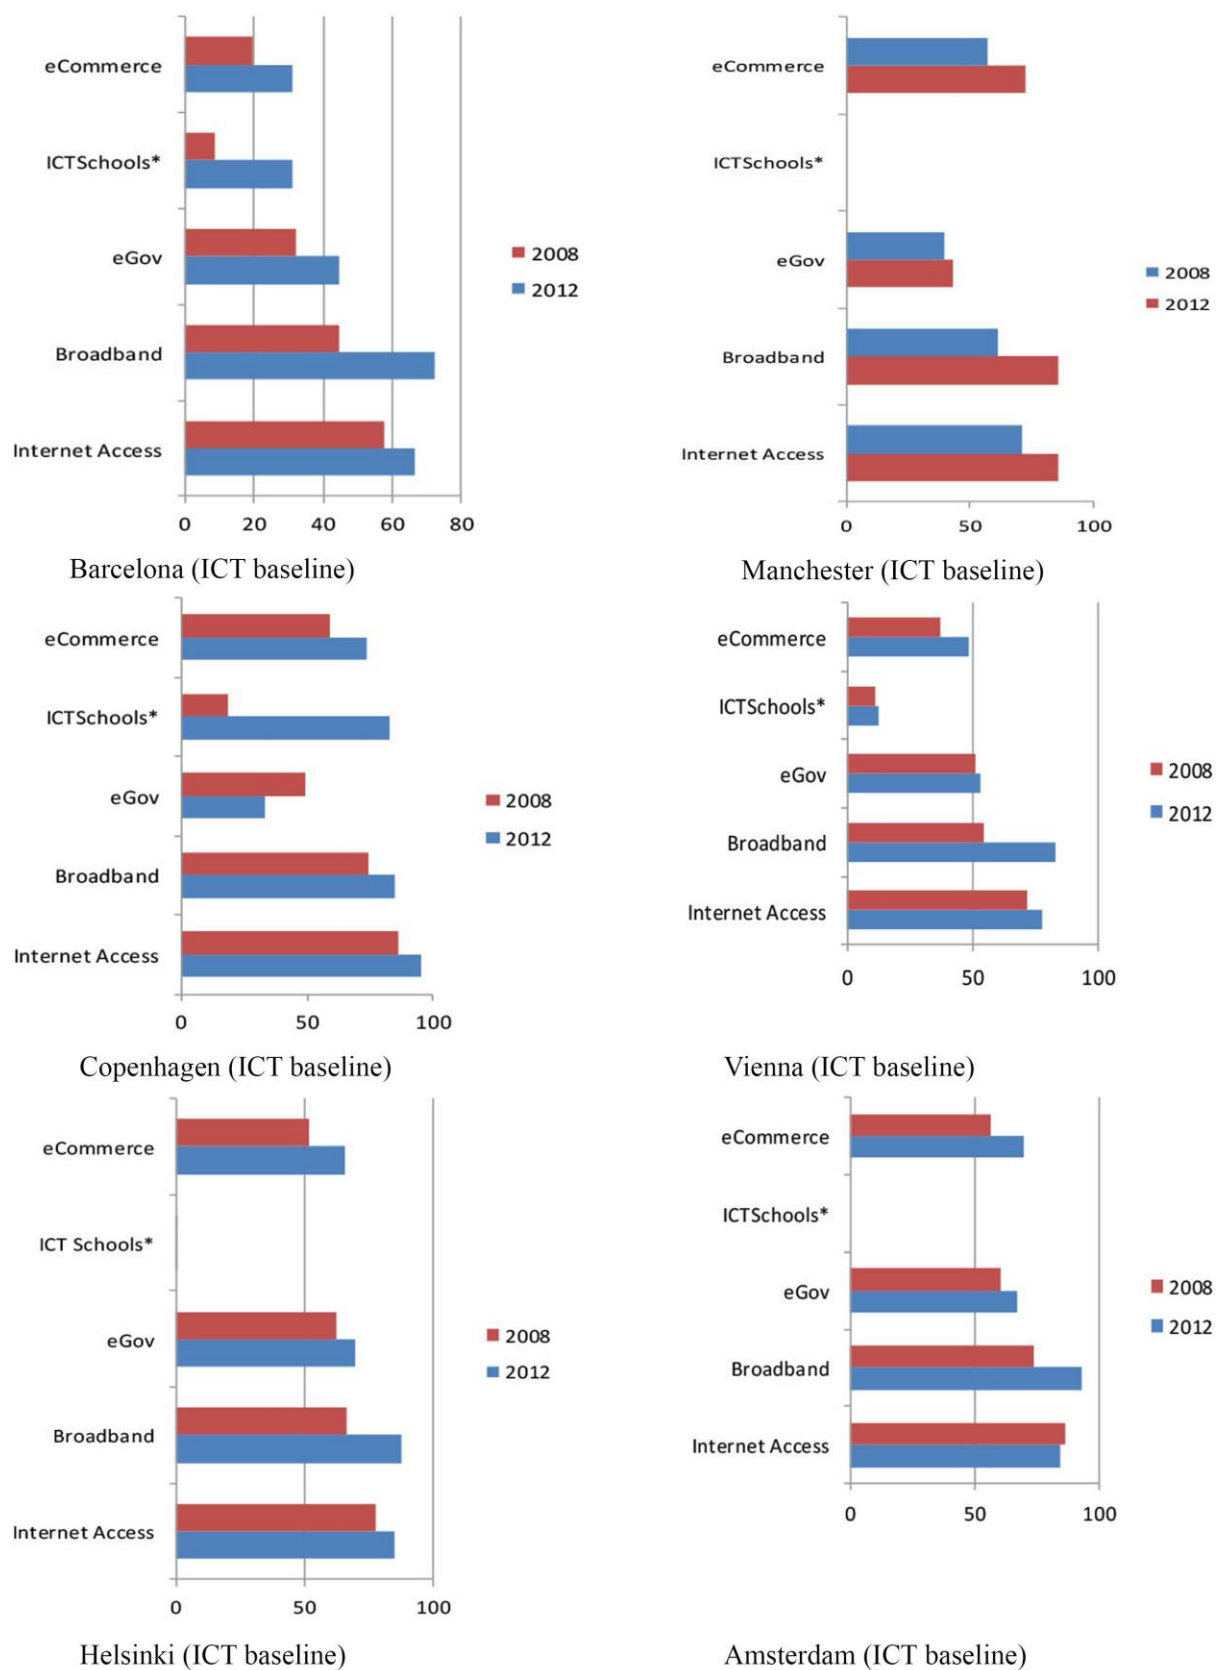 eCommerce
ICTSchools*
eGov
Broadband
Internet Access
0 20 40 60 80
2008
2012
Barcelona (ICT baseline)
eCommerce
ICTSchools*
eGov
Broadband
Internet Access
0 50 100
2008
2012
Manchester (ICT baseline)
eCommerce
ICTSchools*
eGov
Broadband
Internet Access
0 50 100
2008
2012
Copenhagen (ICT baseline)
eCommerce
ICTSchools*
eGov
Broadband
Internet Access
0 50 100
2008
2012
Vienna (ICT baseline)
eCommerce
ICT Schools*
eGov
Broadband
Internet Access
0 50 100
2008
2012
Helsinki (ICT baseline)
eCommerce
ICTSchools*
eGov
Broadband
Internet Access
0 50 100
2008
2012
Amsterdam (ICT baseline)